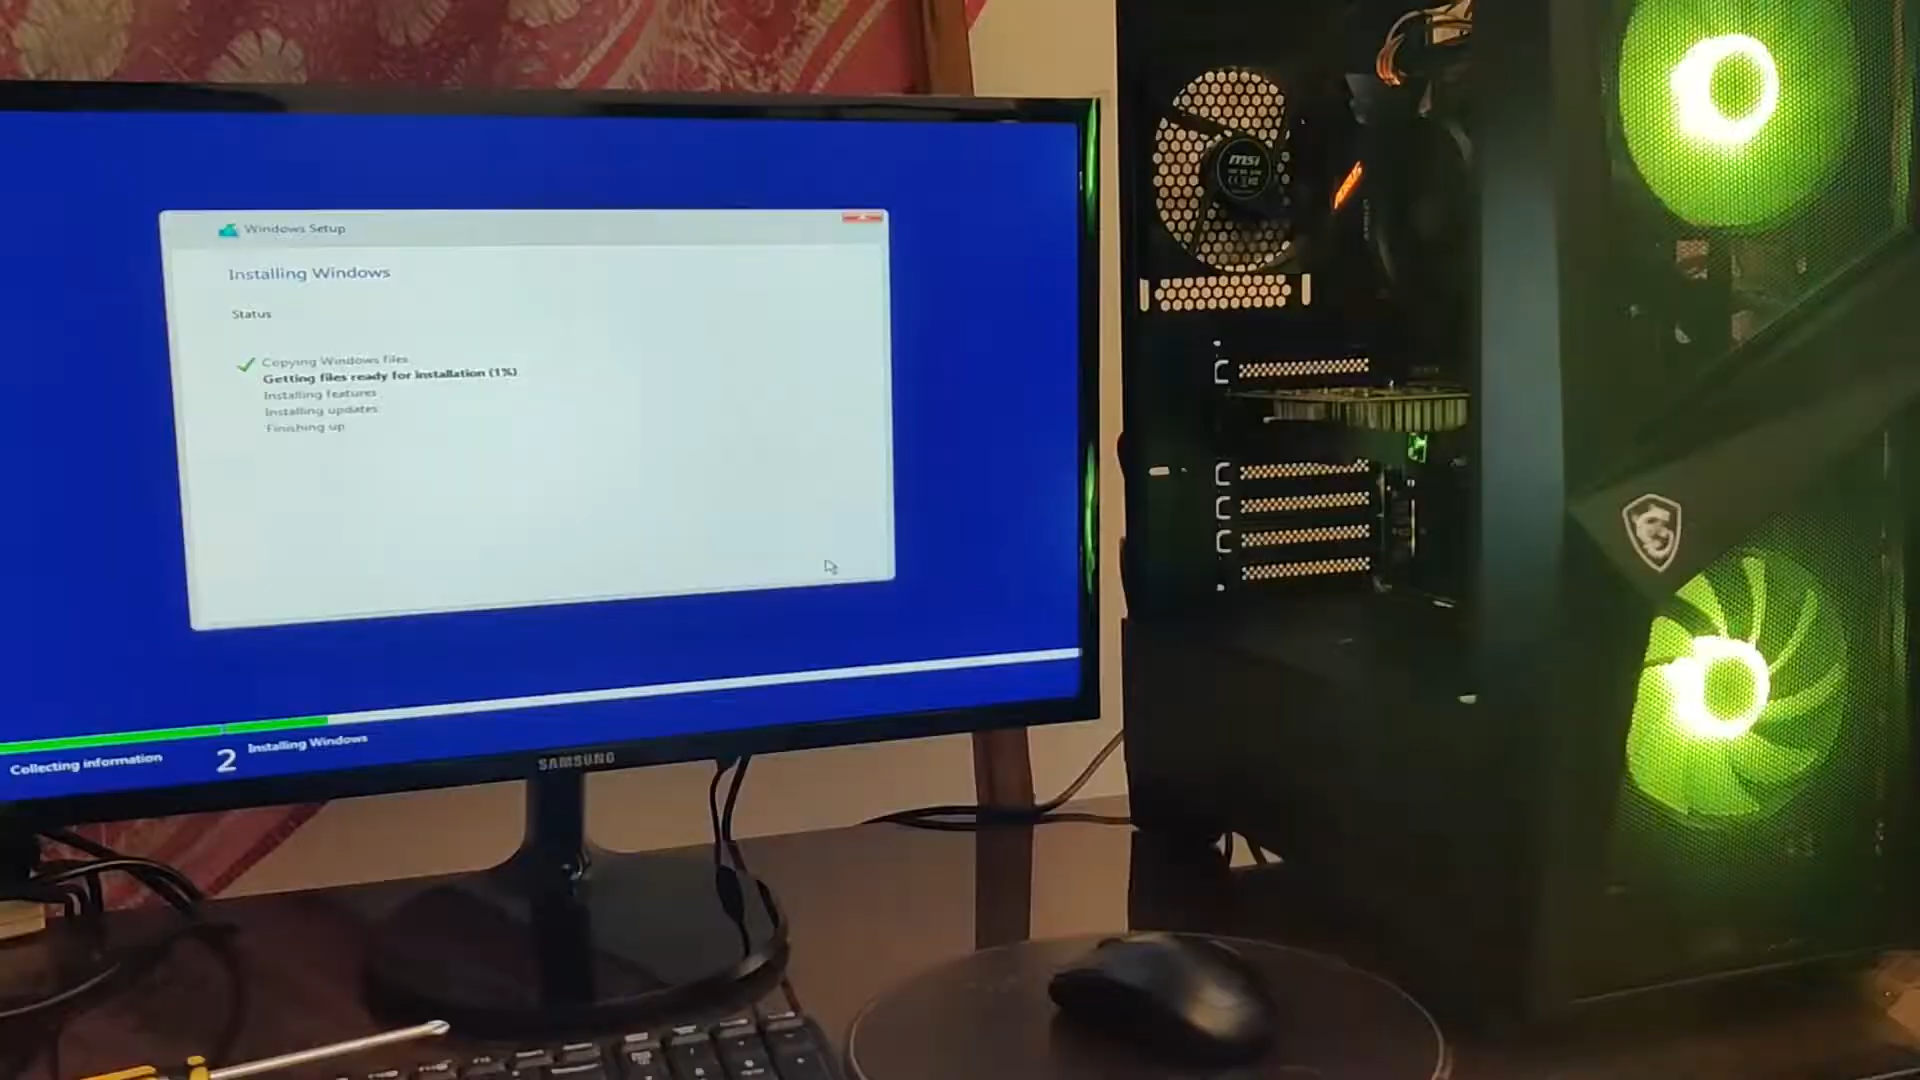 Windows Setup
Installing Windows
Status
Copying Windows files
Getting files ready for installation (1%)
Installing features
Installing updates
Finishing up
Collecting information
2 Installing Windows
SAMSUNG
msi